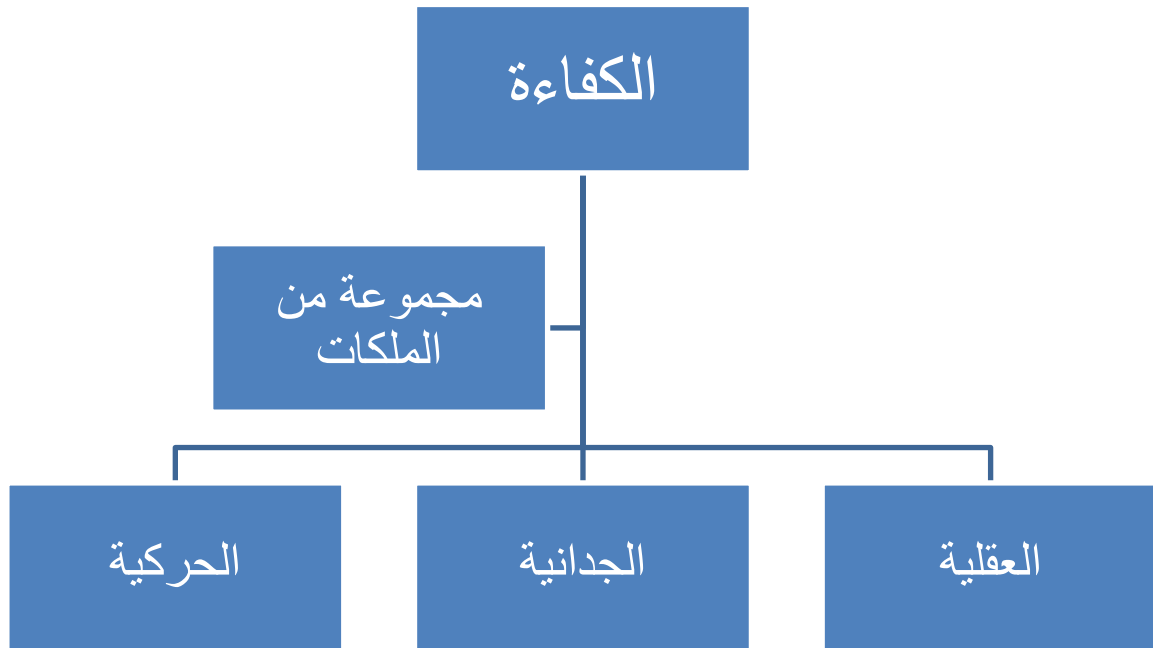 الكفاءة
مجموعة من
الملكات
العقلية
الجدانية
الحركية